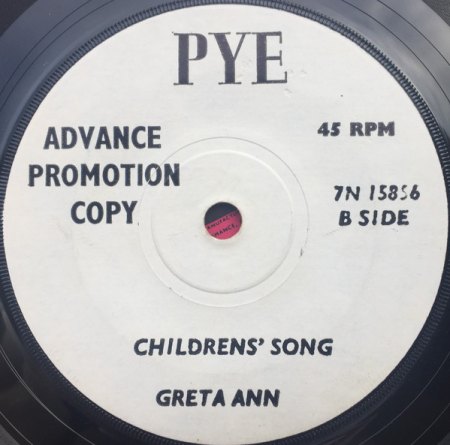 PYE
ADVANCE
PROMOTION
COPY
45 RPM
7N 15856
B SIDE
CHILDRENS' SONG
GRETA ANN